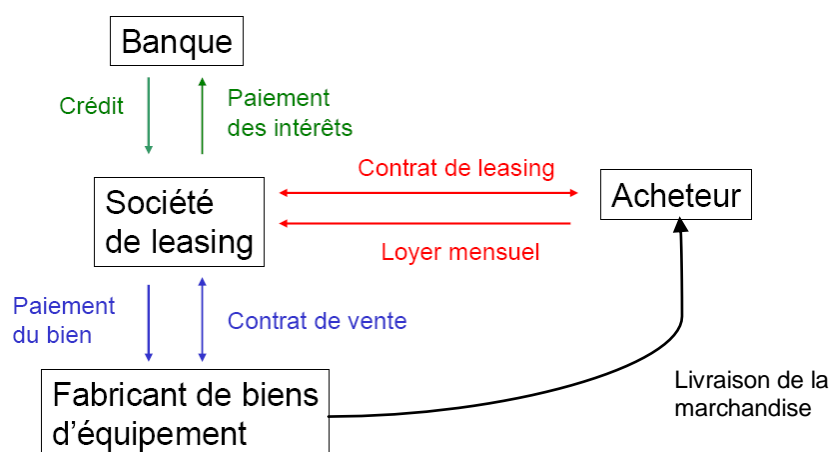 Banque
Crédit
Paiement
des intérêts
Contrat de leasing
Société
de leasing
Acheteur
Loyer mensuel
Paiement
du bien
Contrat de vente
Fabricant de biens
d'équipement
Livraison de la
marchandise